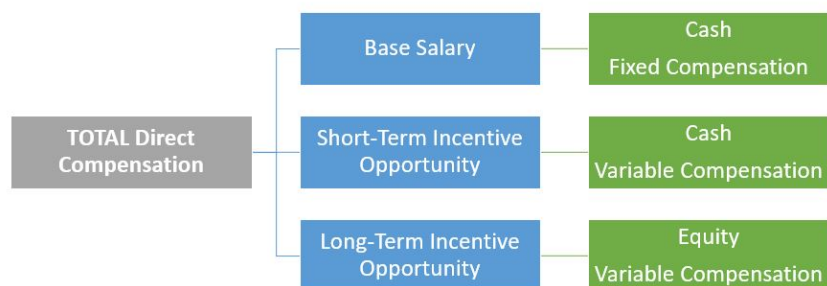 Base Salary
Cash
Fixed Compensation
TOTAL Direct
Compensation
Short-Term Incentive
Opportunity
Cash
Variable Compensation
Long-Term Incentive
Opportunity
Equity
Variable Compensation